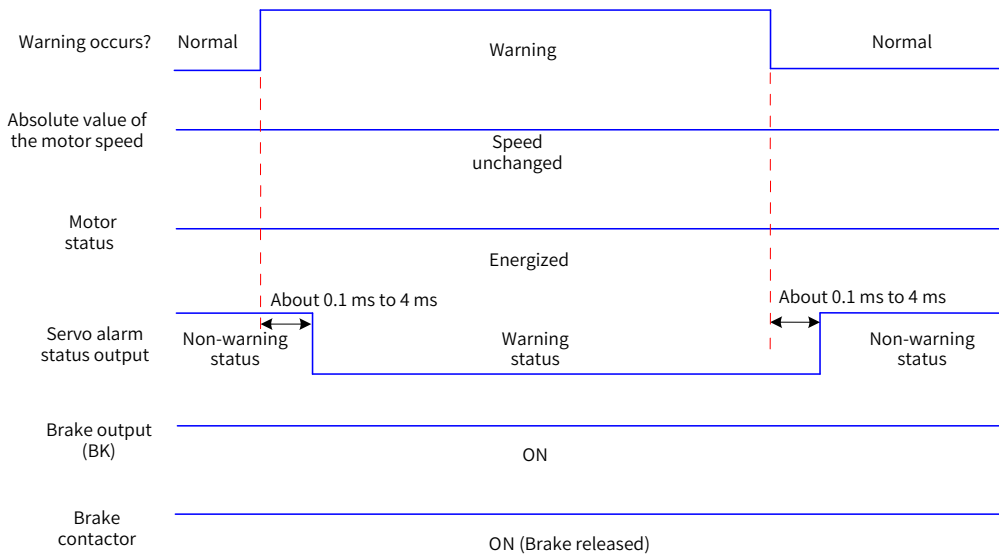 Warning occurs?
Normal
Warning
Normal
Absolute value of
the motor speed
Speed
unchanged
Motor
status
Energized
About 0.1 ms to 4 ms
About 0.1 ms to 4 ms
Servo alarm
status output
Non-warning
status
Warning
status
Non-warning
status
Brake output
(BK)
ON
Brake
contactor
ON (Brake released)